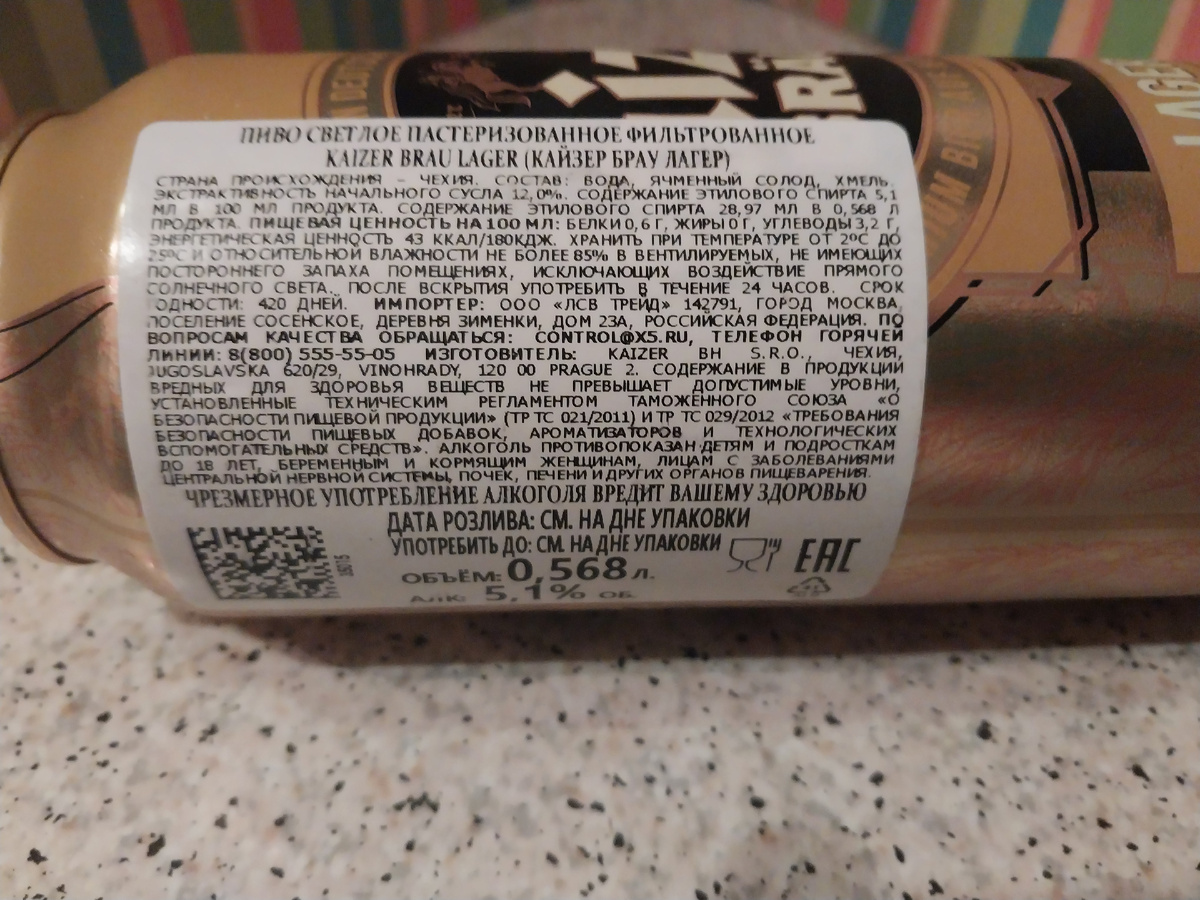 ПИВО СВЕТЛОЕ ПАСТЕРИЗОВАННОЕ ФИЛЬТРОВАННОЕ
KAIZER BRAU LAGER (КАЙЗЕР БРАУ ЛАГЕР)
СТРАНА ПРОИСХОЖДЕНИЯ – ЧЕХИЯ. СОСТАВ: ВОДА, ЯЧМЕННЫЙ СОЛОД, ХМЕЛЬ.
ЭКСТРАКТИВНОСТЬ НАЧАЛЬНОГО СУСЛА 12,0%. СОДЕРЖАНИЕ ЭТИЛОВОГО СПИРТА 5,1
МЛ В 100 МЛ ПРОДУКТА, СОДЕРЖАНИЕ ЭТИЛОВОГО СПИРТА 28,97 МЛ В 0,568 Л
ПРОДУКТА. ПИЩЕВАЯ ЦЕННОСТЬ НА 100 МЛ: БЕЛКИ 0,6 Г, ЖИРЫ 0 Г, УГЛЕВОДЫ 3,2 Г,
ЭНЕРГЕТИЧЕСКАЯ ЦЕННОСТЬ 43 ККАЛ/180КДЖ. ХРАНИТЬ ПРИ ТЕМПЕРАТУРЕ ОТ 2ºС ДО
25ºС И ОТНОСИТЕЛЬНОЙ ВЛАЖНОСТИ НЕ БОЛЕЕ 85% В ВЕНТИЛИРУЕМЫХ, НЕ ИМЕЮЩИХ
ПОСТОРОННЕГО ЗАПАХА ПОМЕЩЕНИЯХ, ИСКЛЮЧАЮЩИХ ВОЗДЕЙСТВИЕ ПРЯМОГО
СОЛНЕЧНОГО СВЕТА. ПОСЛЕ ВСКРЫТИЯ УПОТРЕБИТЬ В ТЕЧЕНИЕ 24 ЧАСОВ. СРОК
ГОДНОСТИ: 420 ДНЕЙ. ИМПОРТЕР: ООО «ЛСВ ТРЕЙД» 142791, ГОРОД МОСКВА,
ПОСЕЛЕНИЕ СОСЕНСКОЕ, ДЕРЕВНЯ ЗИМЕНКИ, ДОМ 23А, РОССИЙСКАЯ ФЕДЕРАЦИЯ. ПО
ВОПРОСАМ КАЧЕСТВА ОБРАЩАТЬСЯ: CONTROL@X5.RU, ТЕЛЕФОН ГОРЯЧЕЙ
ЛИНИИ: 8(800) 555-55-05 ИЗГОТОВИТЕЛЬ: KAIZER BH S.R.O., ЧЕХИЯ,
JUGOSLAVSKA 620/29, VINOHRADY, 120 00 PRAGUE 2. СОДЕРЖАНИЕ В ПРОДУКЦИИ
ВРЕДНЫХ ДЛЯ ЗДОРОВЬЯ ВЕЩЕСТВ НЕ ПРЕВЫШАЕТ ДОПУСТИМЫЕ УРОВНИ,
УСТАНОВЛЕННЫЕ ТЕХНИЧЕСКИМ РЕГЛАМЕНТОМ ТАМОЖЕННОГО СОЮЗА «О
БЕЗОПАСНОСТИ ПИЩЕВОЙ ПРОДУКЦИИ» (ТР ТС 021/2011) И ТР ТС 029/2012 «ТРЕБОВАНИЯ
БЕЗОПАСНОСТИ ПИЩЕВЫХ ДОБАВОК, АРОМАТИЗАТОРОВ И ТЕХНОЛОГИЧЕСКИХ
ВСПОМОГАТЕЛЬНЫХ СРЕДСТВ». АЛКОГОЛЬ ПРОТИВОПОКАЗАН ДЕТЯМ И ПОДРОСТКАМ
ДО 18 ЛЕТ, БЕРЕМЕННЫМ И КОРМЯЩИМ ЖЕНЩИНАМ, ЛИЦАМ С ЗАБОЛЕВАНИЯМИ
ЦЕНТРАЛЬНОЙ НЕРВНОЙ СИСТЕМЫ, ПОЧЕК, ПЕЧЕНИ И ДРУГИХ ОРГАНОВ ПИЩЕВАРЕНИЯ.
ЧРЕЗМЕРНОЕ УПОТРЕБЛЕНИЕ АЛКОГОЛЯ ВРЕДИТ ВАШЕМУ ЗДОРОВЬЮ
ДАТА РОЗЛИВА: СМ. НА ДНЕ УПАКОВКИ
УПОТРЕБИТЬ ДО: СМ. НА ДНЕ УПАКОВКИ
ОБЪЁМ: 0,568 л.
Алк: 5,1% об.
EAC
LAGER